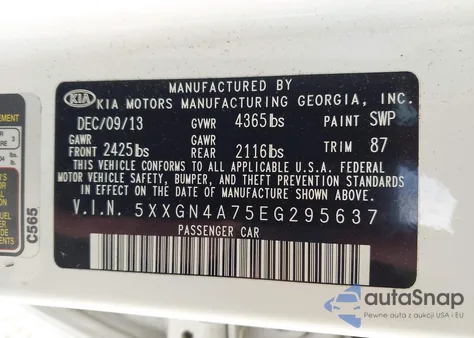 MANUFACTURED BY
KIA KIA MOTORS MANUFACTURING GEORGIA, INC.
DEC/09/13 GVWR 4365lbs PAINT SWP
GAWR FRONT 2425lbs GAWR REAR 2116lbs TRIM 87
THIS VEHICLE CONFORMS TO ALL APPLICABLE U.S.A. FEDERAL
MOTOR VEHICLE SAFETY, BUMPER, AND THEFT PREVENTION STANDARDS
IN EFFECT ON THE DATE OF MANUFACTURE SHOWN ABOVE.
V.I.N. 5XXGN4A75EG295637
PASSENGER CAR
C565
autaSnap
Pewne auta z aukcji USA i EU